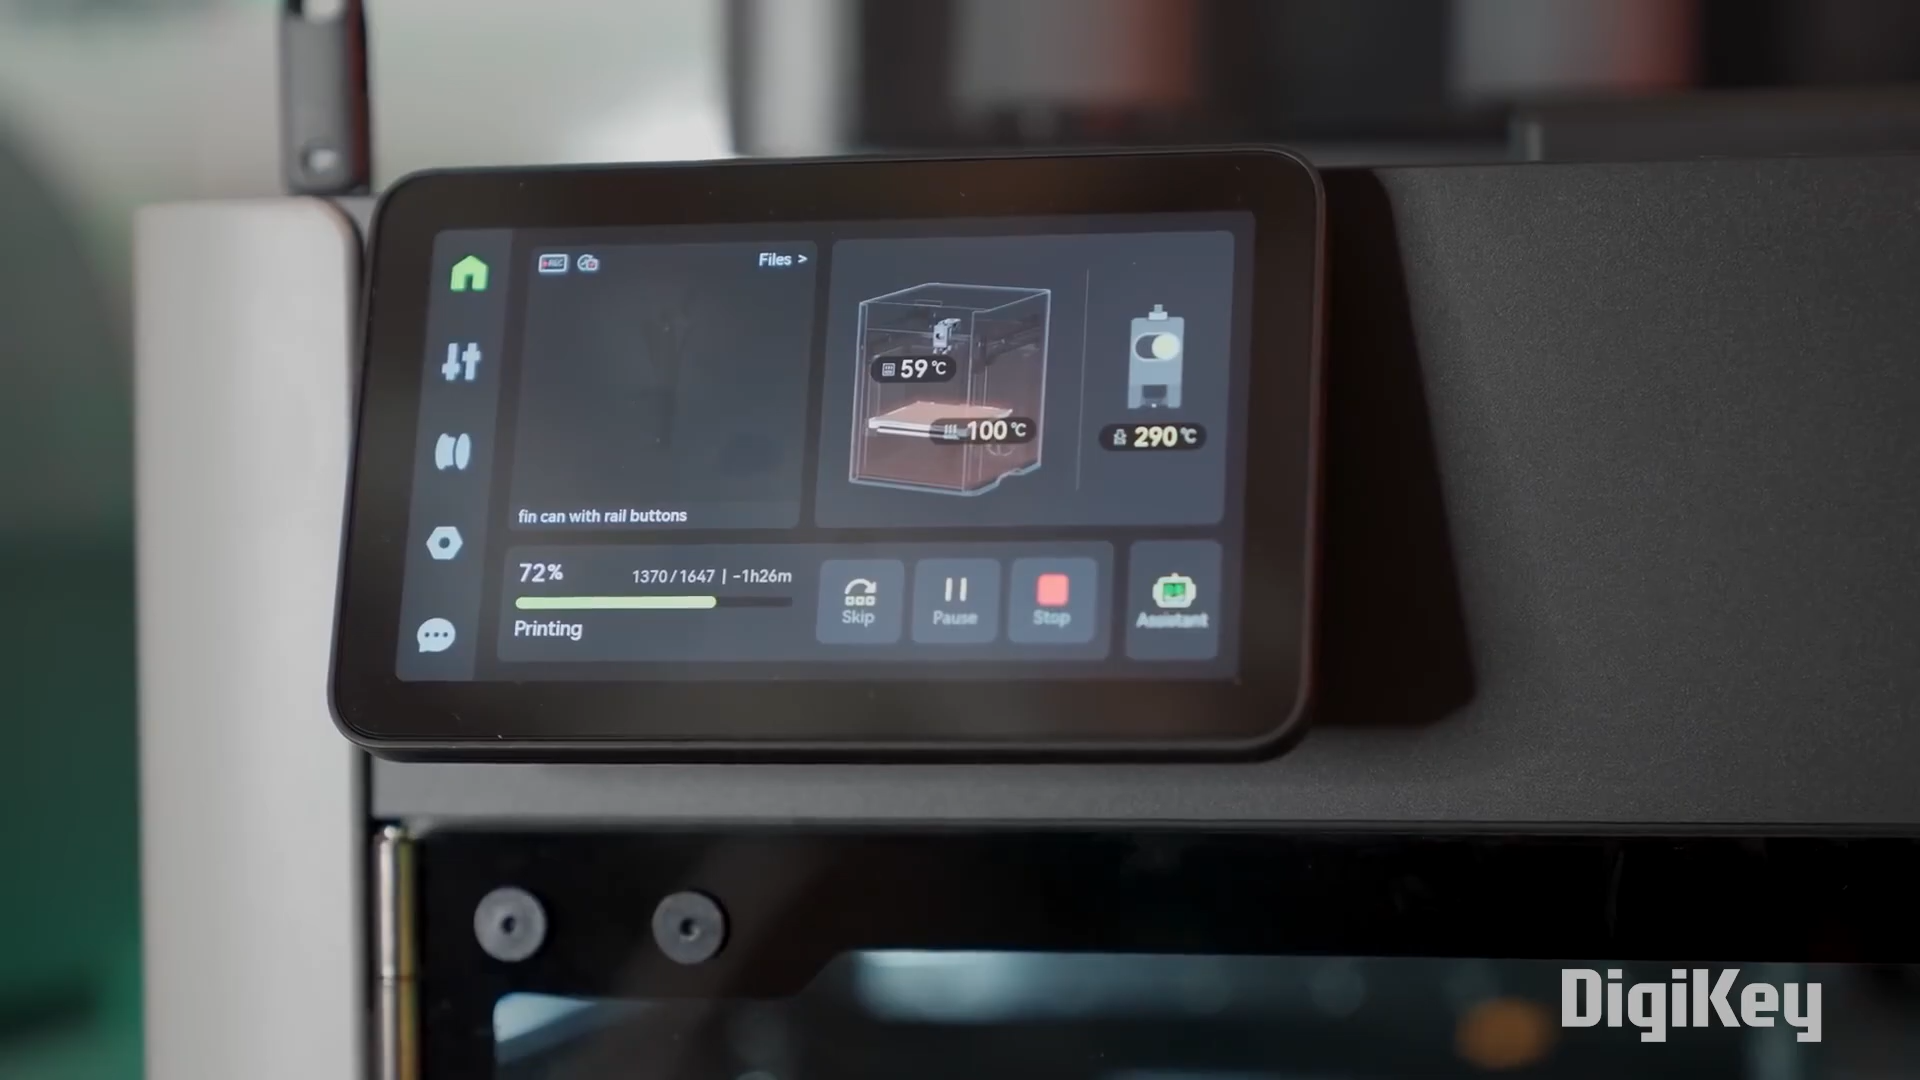 REC
Files >
59 °C
100 °C
290 °C
fin can with rail buttons
72%
1370/1647 | -1h26m
Printing
Skip
Pause
Stop
Assistant
DigiKey